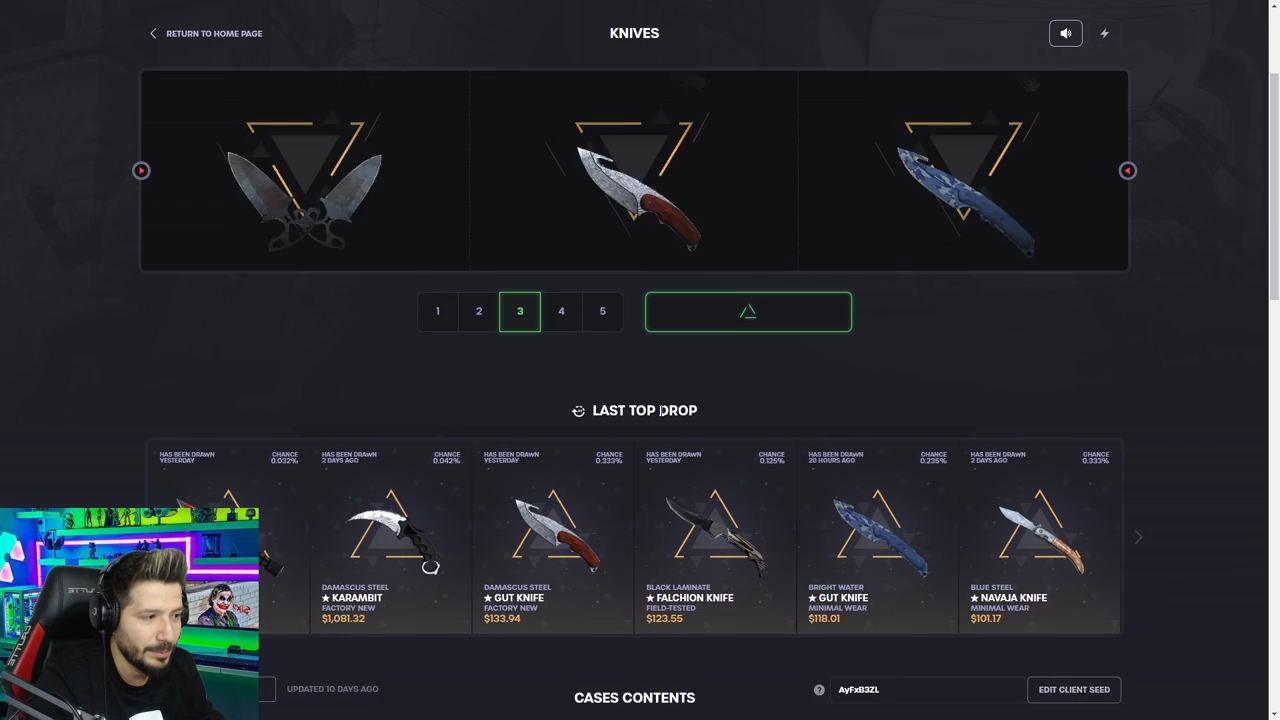 RETURN TO HOME PAGE
KNIVES
1 2 3 4 5
LAST TOP DROP
HAS BEEN DRAWN
YESTERDAY
CHANCE
0.032%
HAS BEEN DRAWN
2 DAYS AGO
CHANCE
0.042%
DAMASCUS STEEL
★ KARAMBIT
FACTORY NEW
$1,081.32
HAS BEEN DRAWN
YESTERDAY
CHANCE
0.333%
DAMASCUS STEEL
★ GUT KNIFE
FACTORY NEW
$133.94
HAS BEEN DRAWN
YESTERDAY
CHANCE
0.125%
BLACK LAMINATE
★ FALCHION KNIFE
FIELD-TESTED
$123.55
HAS BEEN DRAWN
20 HOURS AGO
CHANCE
0.235%
BRIGHT WATER
★ GUT KNIFE
MINIMAL WEAR
$118.01
HAS BEEN DRAWN
2 DAYS AGO
CHANCE
0.333%
BLUE STEEL
★ NAVAJA KNIFE
MINIMAL WEAR
$101.17
UPDATED 10 DAYS AGO
CASES CONTENTS
? AyFxB3ZL
EDIT CLIENT SEED